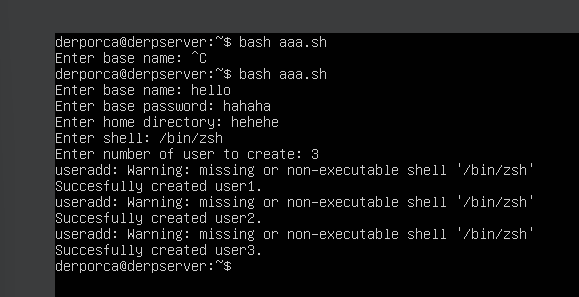 derporca@derpserver:~$ bash aaa.sh
Enter base name: ^C
derporca@derpserver:~$ bash aaa.sh
Enter base name: hello
Enter base password: hahaha
Enter home directory: hehehe
Enter shell: /bin/zsh
Enter number of user to create: 3
useradd: Warning: missing or non-executable shell '/bin/zsh'
Succesfully created user1.
useradd: Warning: missing or non-executable shell '/bin/zsh'
Succesfully created user2.
useradd: Warning: missing or non-executable shell '/bin/zsh'
Succesfully created user3.
derporca@derpserver:~$